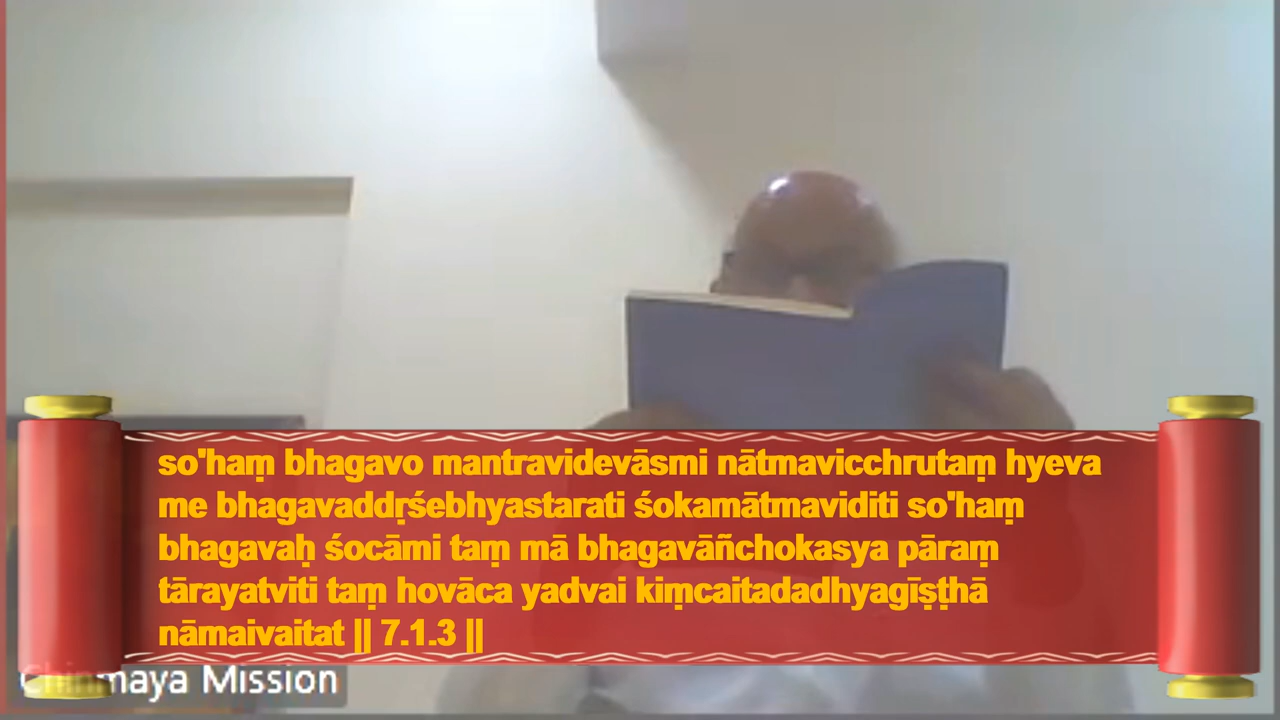 so'haṃ bhagavo mantravidevāsmi nātmavicchrutaṃ hyeva
me bhagavaddṛśebhyastarati śokamātmaviditi so'haṃ
bhagavaḥ śocāmi taṃ mā bhagavāñchokasya pāraṃ
tārayatviti taṃ hovāca yadvai kiṃcaitadadhyagīṣṭhā
nāmaivaitat || 7.1.3 ||
Chinmaya Mission